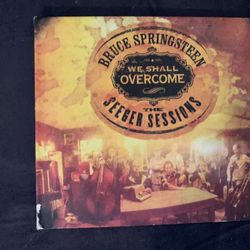 BRUCE SPRINGSTEEN
WE SHALL
OVERCOME
THE
SEEGER SESSIONS